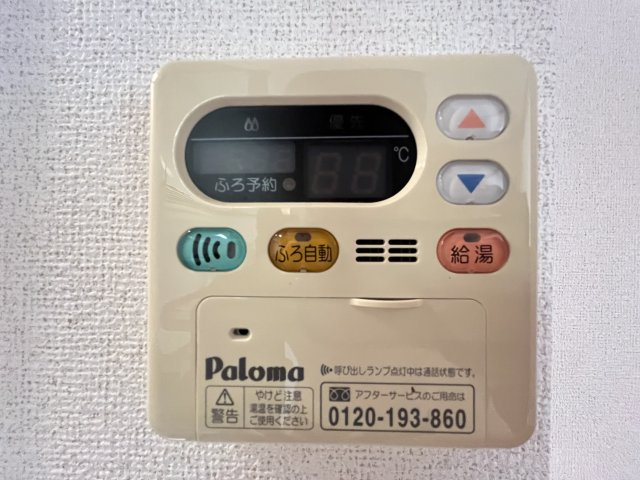 優先
℃
ふろ予約
ふろ自動
給湯
Paloma
呼び出しランプ点灯中は通話状態です。
警告
やけど注意
湯温を確認の上
ご使用ください
アフターサービスのご用命は
0120-193-860